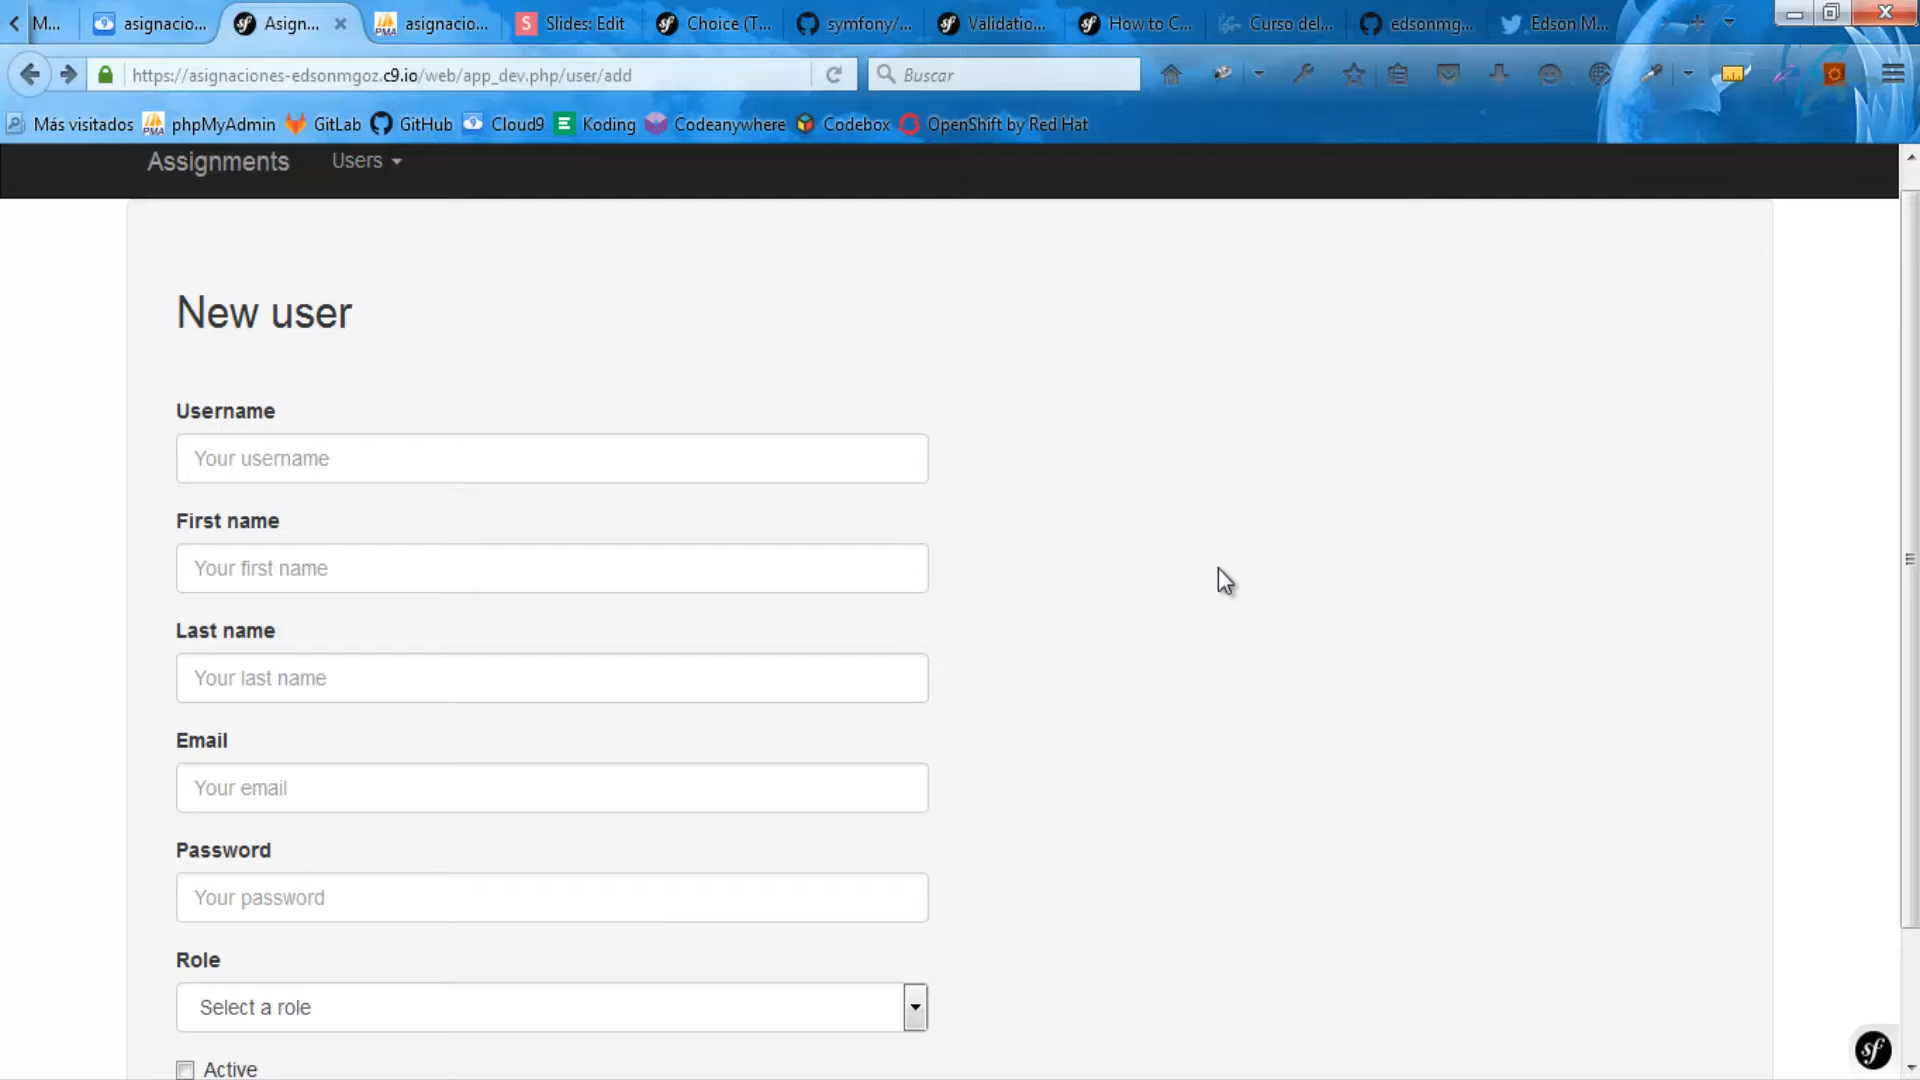 M... asignacio... Asign... asignacio... Slides: Edit Choice (T... symfony/... Validatio... How to C... Curso del... edsonmg... Edson M...
https://asignaciones-edsonmgoz.c9.io/web/app_dev.php/user/add Buscar
Más visitados phpMyAdmin GitLab GitHub Cloud9 Koding Codeanywhere Codebox OpenShift by Red Hat
Assignments Users
New user
Username
Your username
First name
Your first name
Last name
Your last name
Email
Your email
Password
Your password
Role
Select a role
Active